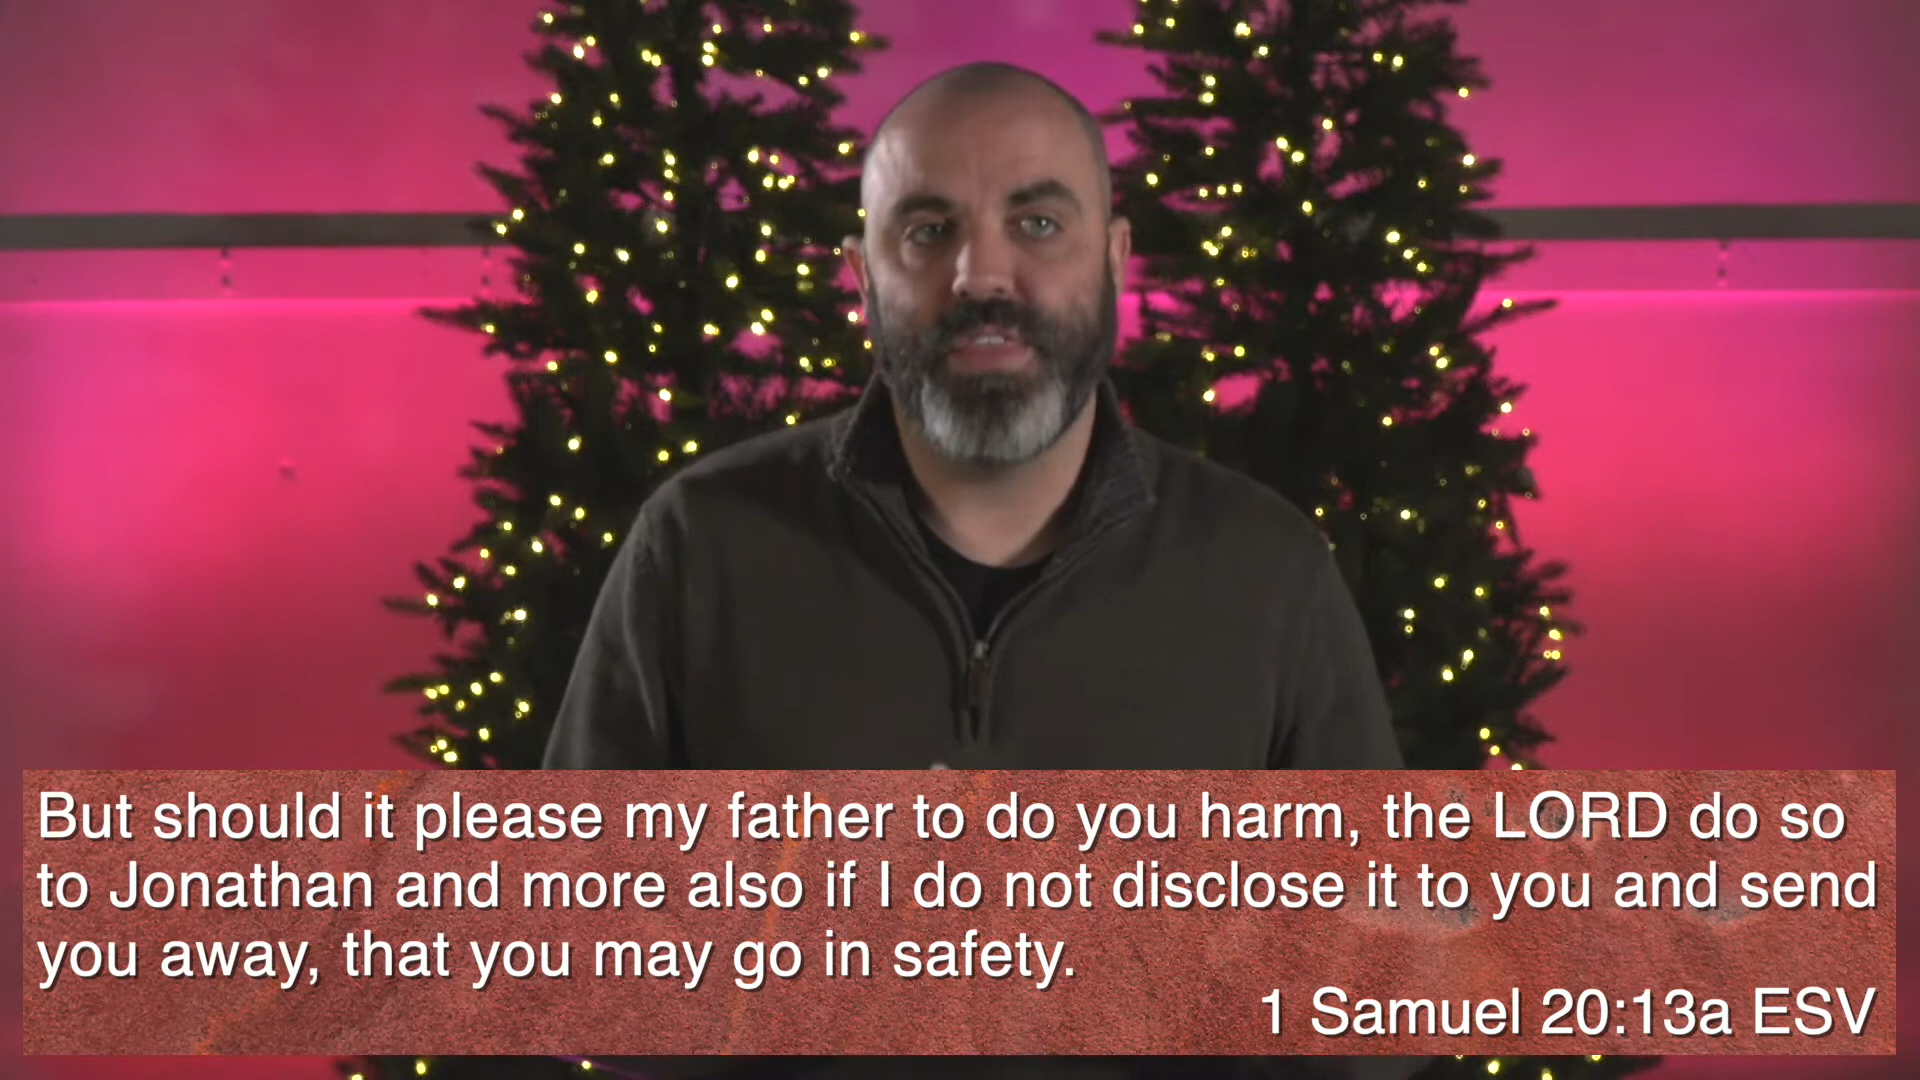 But should it please my father to do you harm, the LORD do so
to Jonathan and more also if I do not disclose it to you and send
you away, that you may go in safety.
1 Samuel 20:13a ESV